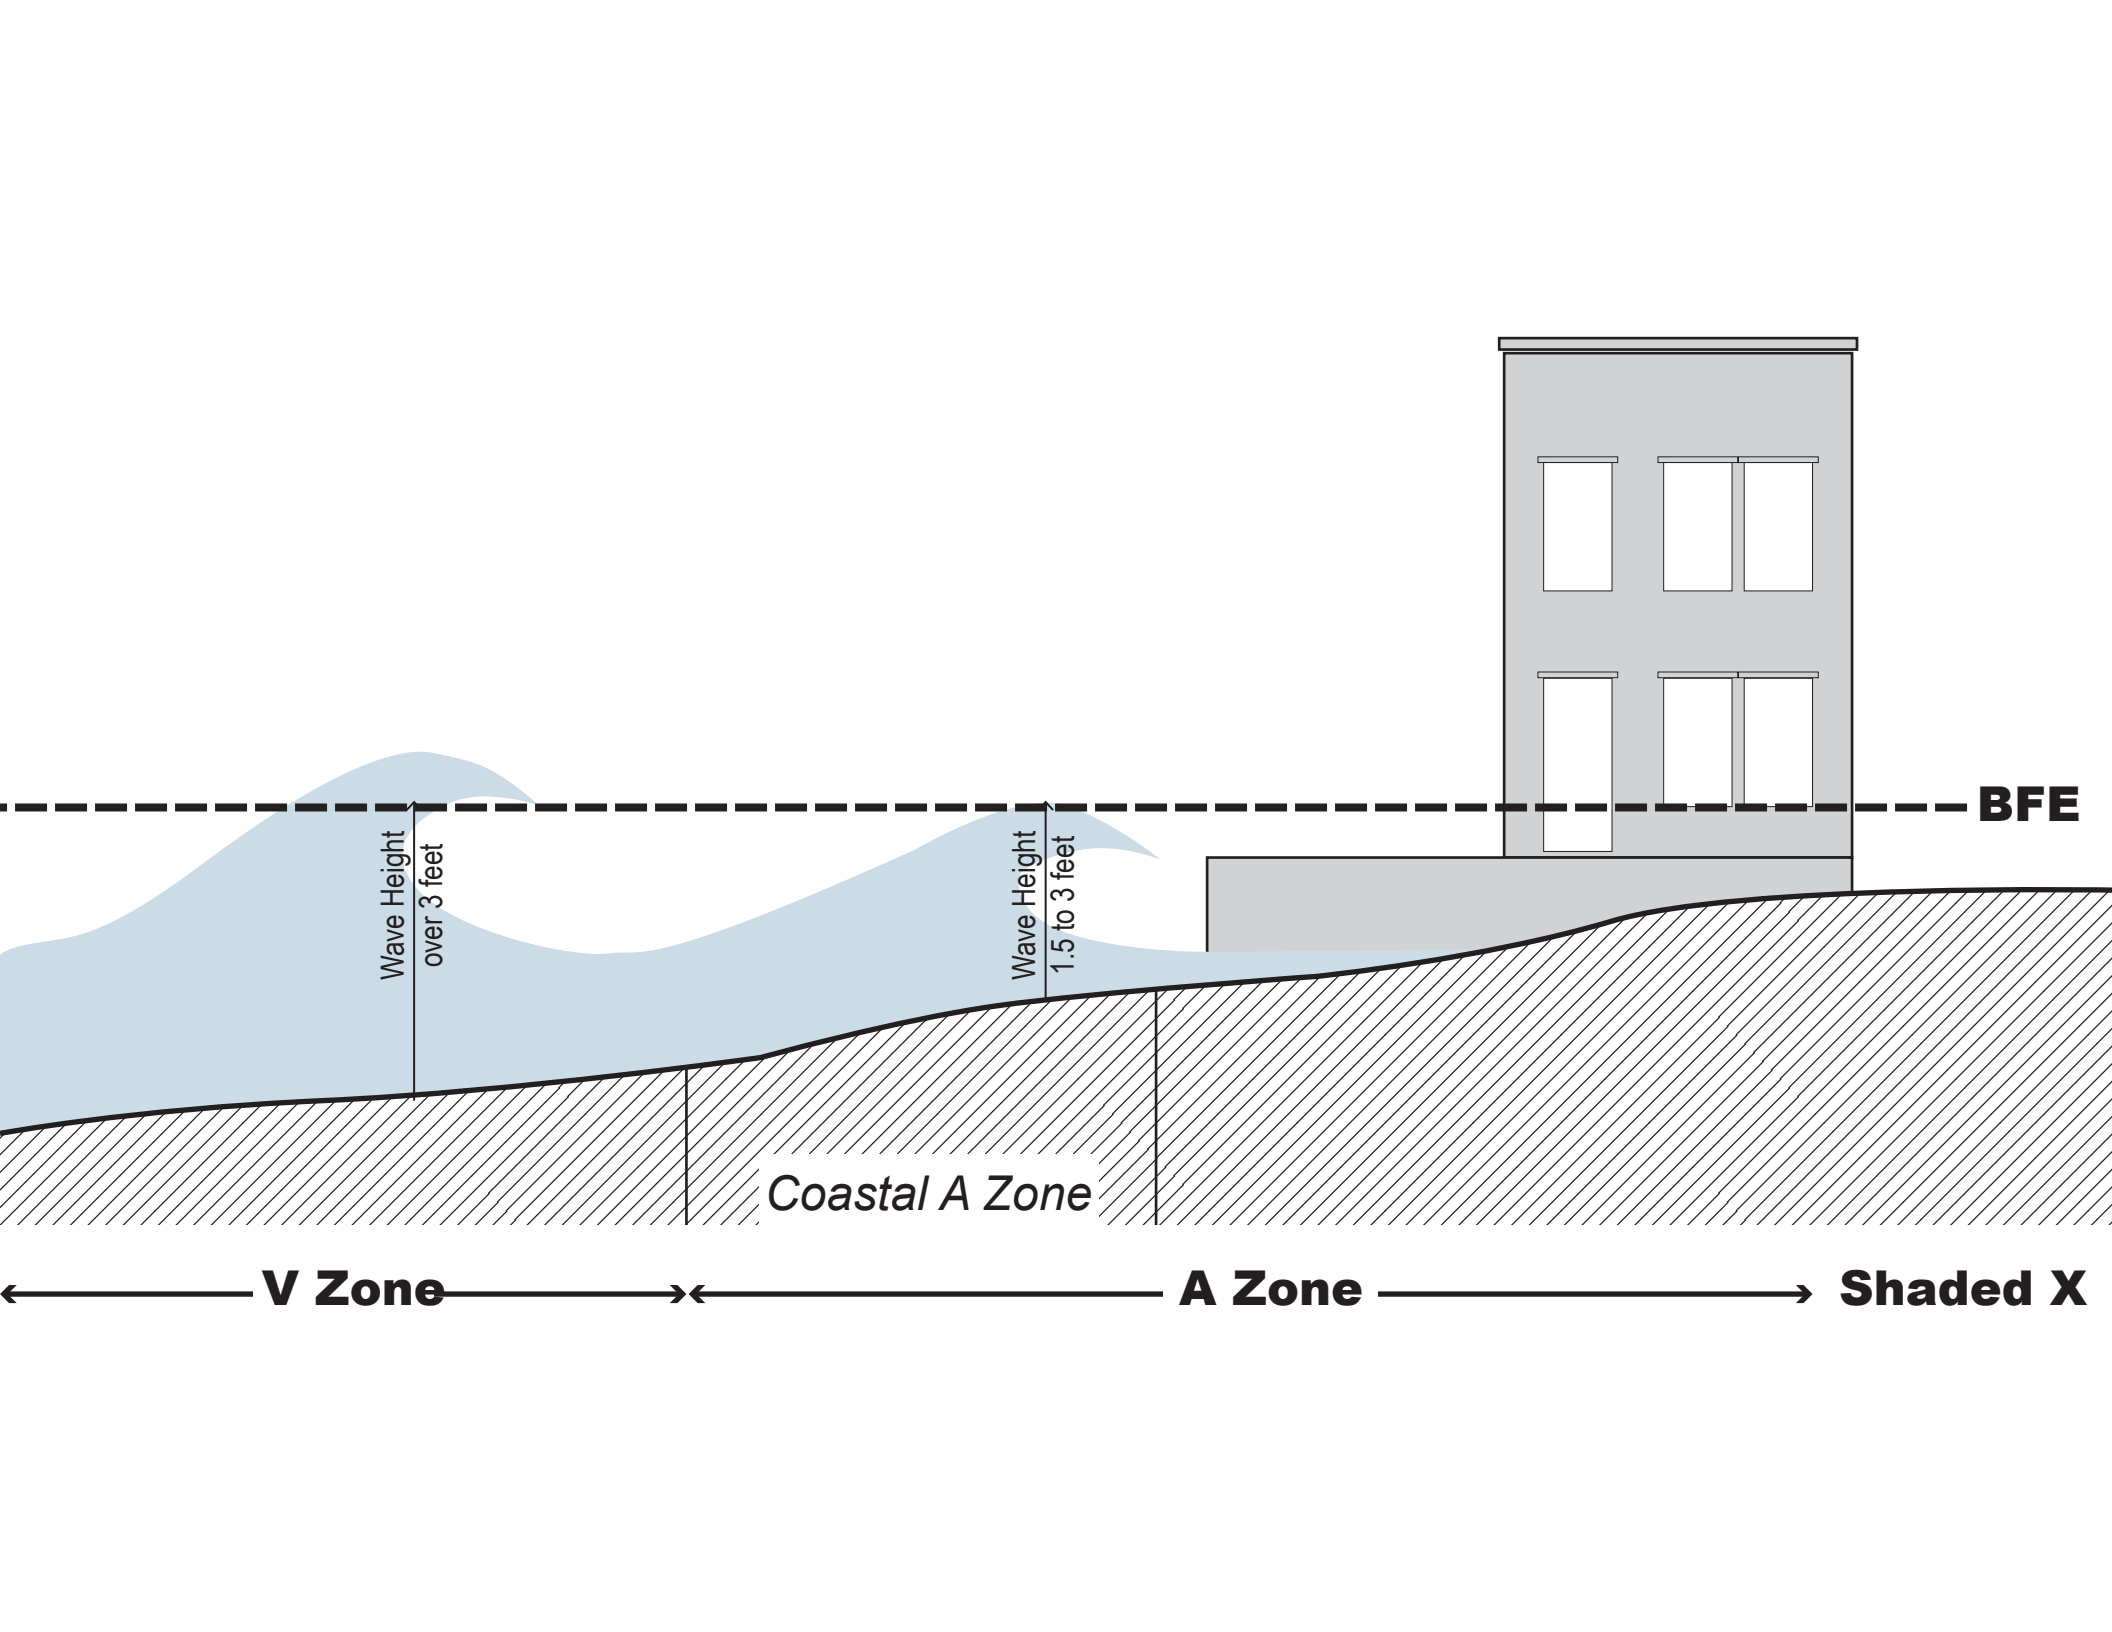 BFE
Wave Height
over 3 feet
Wave Height
1.5 to 3 feet
Coastal A Zone
V Zone
A Zone
Shaded X